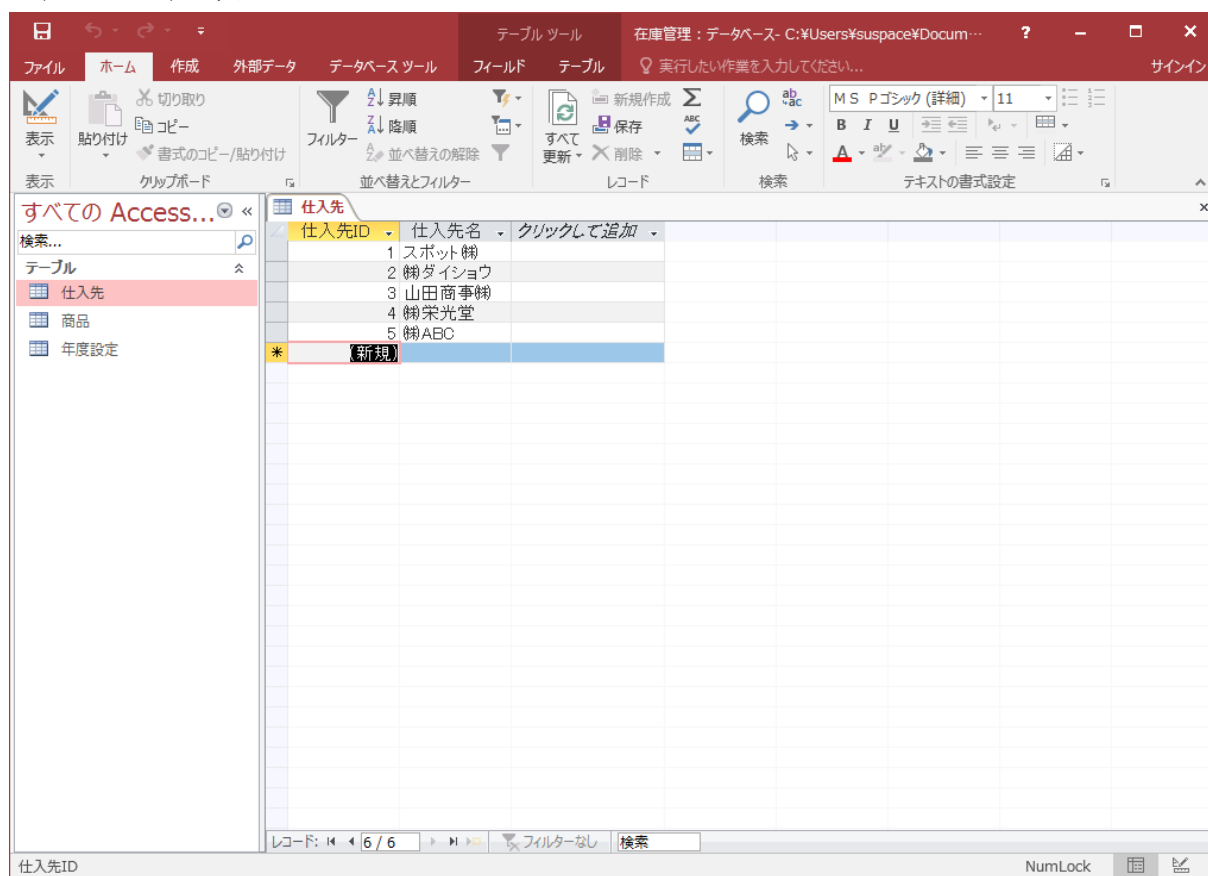 テーブル ツール 在庫管理 : データベース- C:¥Users¥suspace¥Docum… ?
ファイル ホーム 作成 外部データ データベース ツール フィールド テーブル 実行したい作業を入力してください... サインイン
表示
貼り付け
切り取り
コピー
書式のコピー/貼り付け
フィルター
昇順
降順
並べ替えの解除
すべて
更新
新規作成
保存
削除
検索
MS Pゴシック (詳細) 11
B I U
表示 クリップボード 並べ替えとフィルター レコード 検索 テキストの書式設定
すべての Access...
検索...
テーブル
仕入先
商品
年度設定
仕入先
仕入先ID 仕入先名 クリックして追加
1 スポット㈱
2 ㈱ダイショウ
3 山田商事㈱
4 ㈱栄光堂
5 ㈱ABC
* (新規)
レコード: 6 / 6 フィルターなし 検索
仕入先ID NumLock